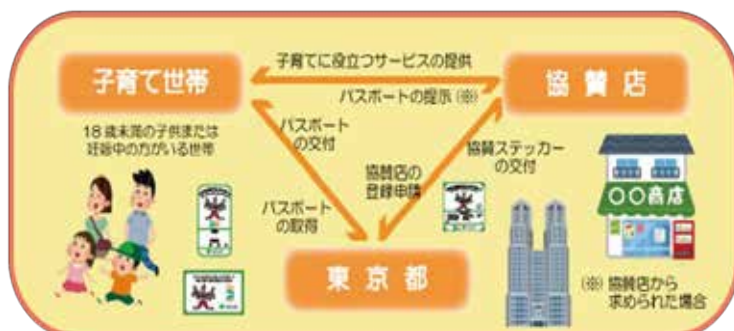 子育てに役立つサービスの提供
子育て世帯
協賛店
パスポートの提示(※)
18歳未満の子供または
妊娠中の方がいる世帯
パスポート
の交付
協賛ステッカー
の交付
協賛店の
登録申請
〇〇商店
パスポート
の取得
東京都
(※) 協賛店から
求められた場合